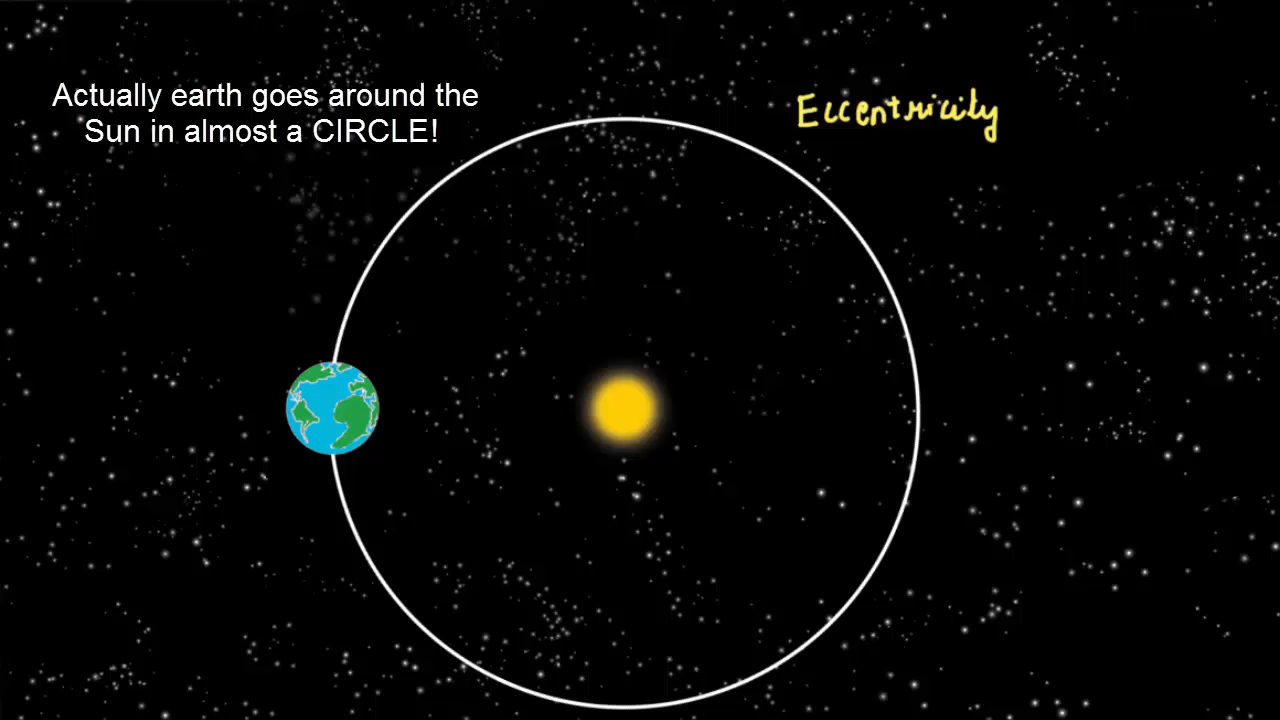 Actually earth goes around the
Sun in almost a CIRCLE!
Eccentricity